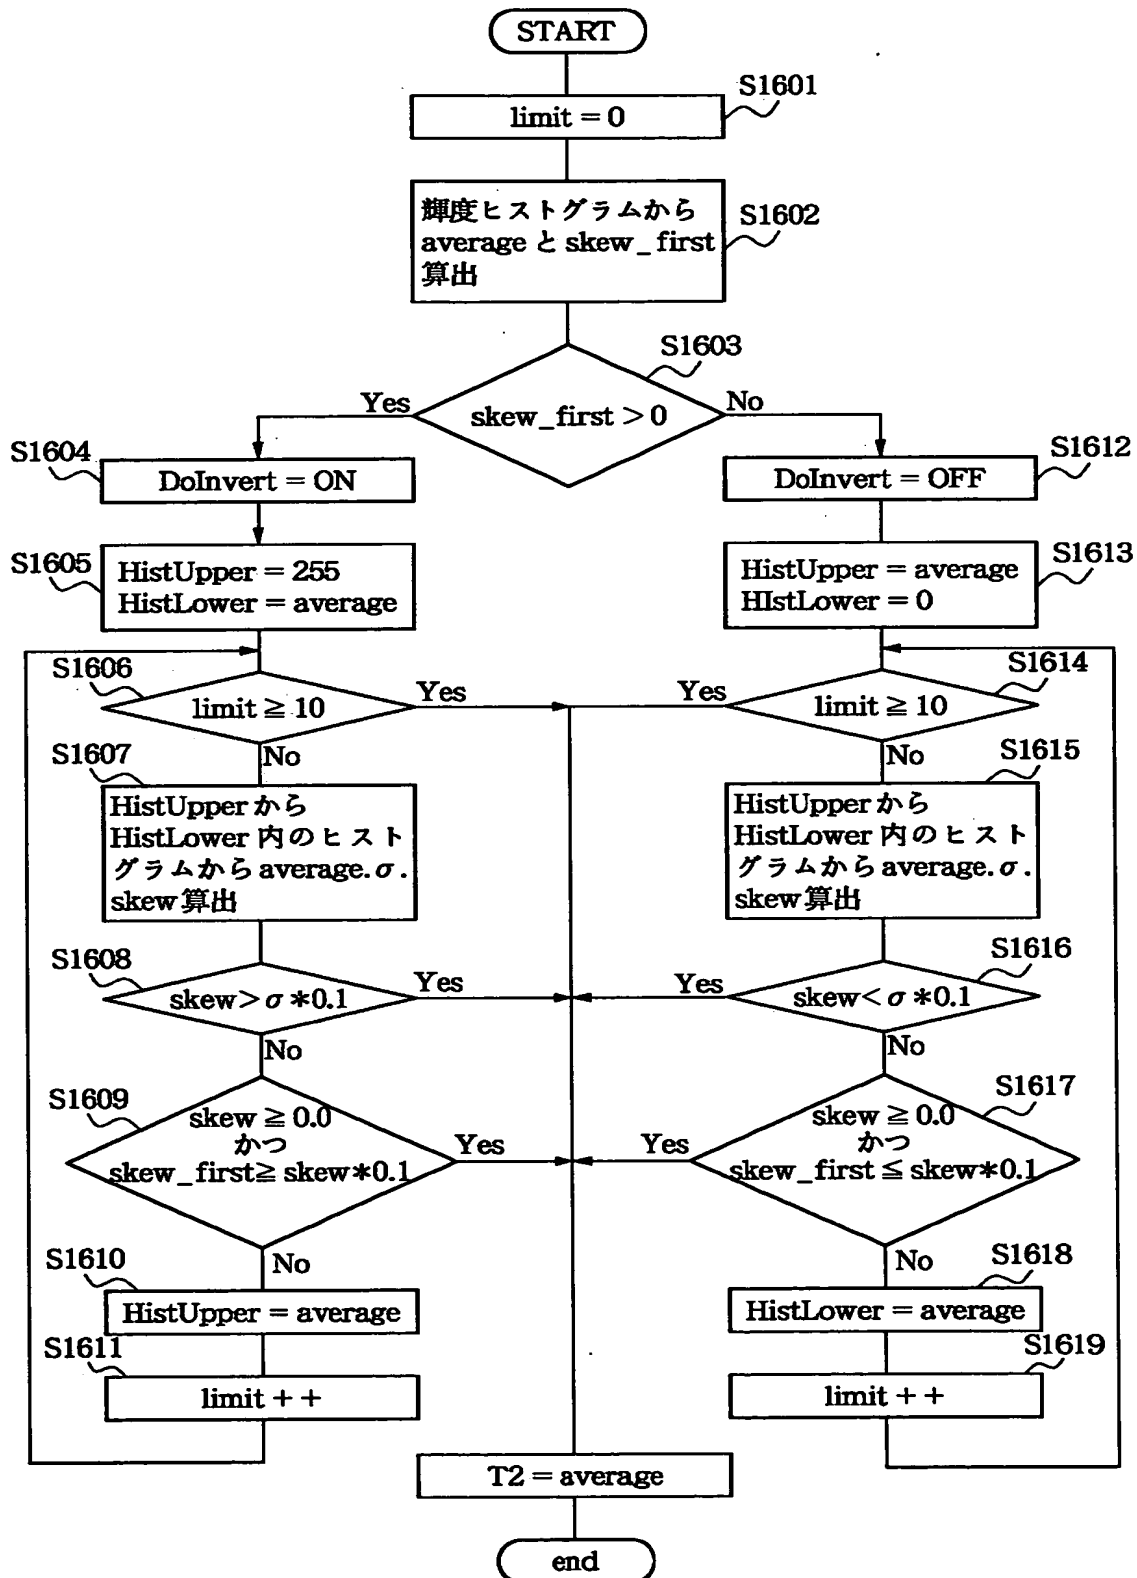 START
S1601
limit = 0
S1602
輝度ヒストグラムから
average と skew_first
算出
S1603
skew_first > 0
Yes
No
S1604
DoInvert = ON
S1612
DoInvert = OFF
S1605
HistUpper = 255
HistLower = average
S1613
HistUpper = average
HIstLower = 0
S1606
limit ≧ 10
Yes
No
S1614
limit ≧ 10
Yes
No
S1607
HistUpper から
HistLower 内のヒスト
グラムから average.σ.
skew 算出
S1615
HistUpper から
HistLower 内のヒスト
グラムから average.σ.
skew 算出
S1608
skew > σ *0.1
Yes
No
S1616
skew < σ *0.1
Yes
No
S1609
skew ≧ 0.0
かつ
skew_first ≧ skew*0.1
Yes
No
S1617
skew ≧ 0.0
かつ
skew_first ≦ skew*0.1
Yes
No
S1610
HistUpper = average
S1618
HistLower = average
S1611
limit + +
S1619
limit + +
T2 = average
end